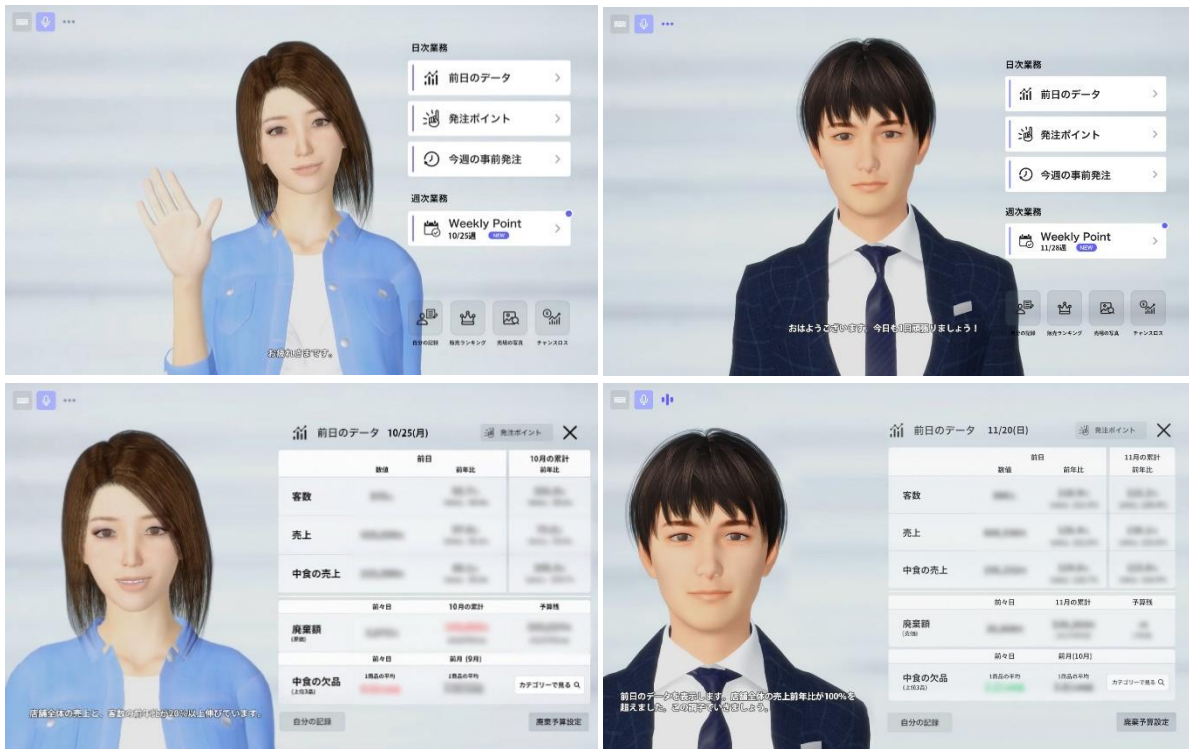 日次業務
前日のデータ
発注ポイント
今週の事前発注
週次業務
Weekly Point
10/25週 NEW
自分の記録 販売ランキング 売場の写真 チャンスロス
お疲れさまです。
日次業務
前日のデータ
発注ポイント
今週の事前発注
週次業務
Weekly Point
11/28週 NEW
自分の記録 販売ランキング 売場の写真 チャンスロス
おはようございます。今日も1日頑張りましょう！
前日のデータ 10/25(月) 発注ポイント
前日 10月の累計
数値 前年比 前年比
客数
売上
中食の売上
前々日 10月の累計 予算残
廃棄額
(原価)
前々日 前月 (9月)
中食の欠品 1商品の平均 1商品の平均
(上位3品) カテゴリーで見る
店舗全体の売上と、客数の前年比が20%以上伸びています。
自分の記録 廃棄予算設定
前日のデータ 11/20(日) 発注ポイント
前日 11月の累計
数値 前年比 前年比
客数
売上
中食の売上
前々日 11月の累計 予算残
廃棄額
(売価)
前々日 前月(10月)
中食の欠品 1商品の平均 1商品の平均
(上位3品) カテゴリーで見る
前日のデータを表示します。店舗全体の売上前年比が100%を
超えました。この調子でいきましょう。
自分の記録 廃棄予算設定